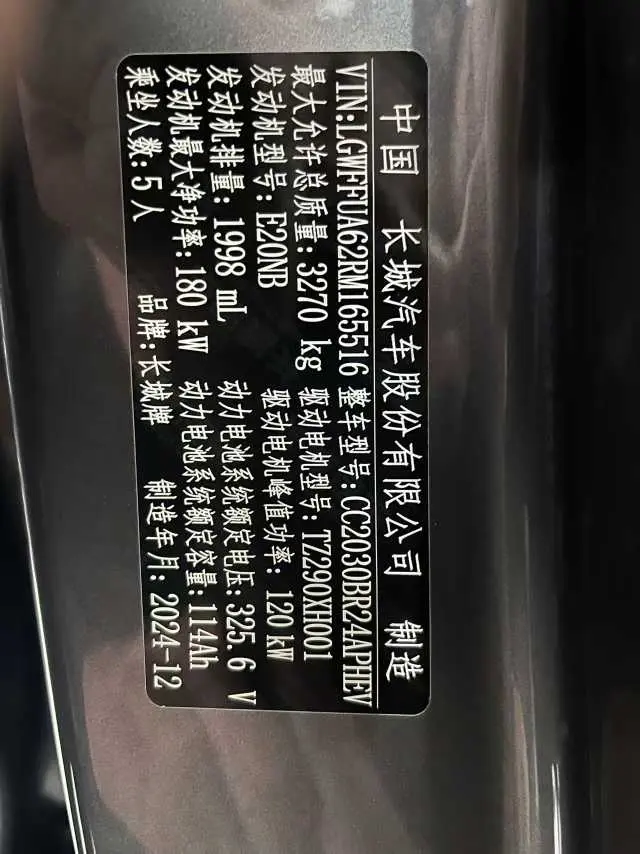 中国 长城汽车股份有限公司 制造
VIN:LGWFFUA62RM165516 整车型号:CC2030BR24APHEV
最大允许总质量:3270 kg 驱动电机型号:TZ290XH001
发动机型号:E20NB 驱动电机峰值功率:120 kW
发动机排量:1998 mL 动力电池系统额定电压:325.6 V
发动机最大净功率:180 kW 动力电池系统额定容量:114Ah
乘坐人数:5人 品牌:长城牌 制造年月:2024-12